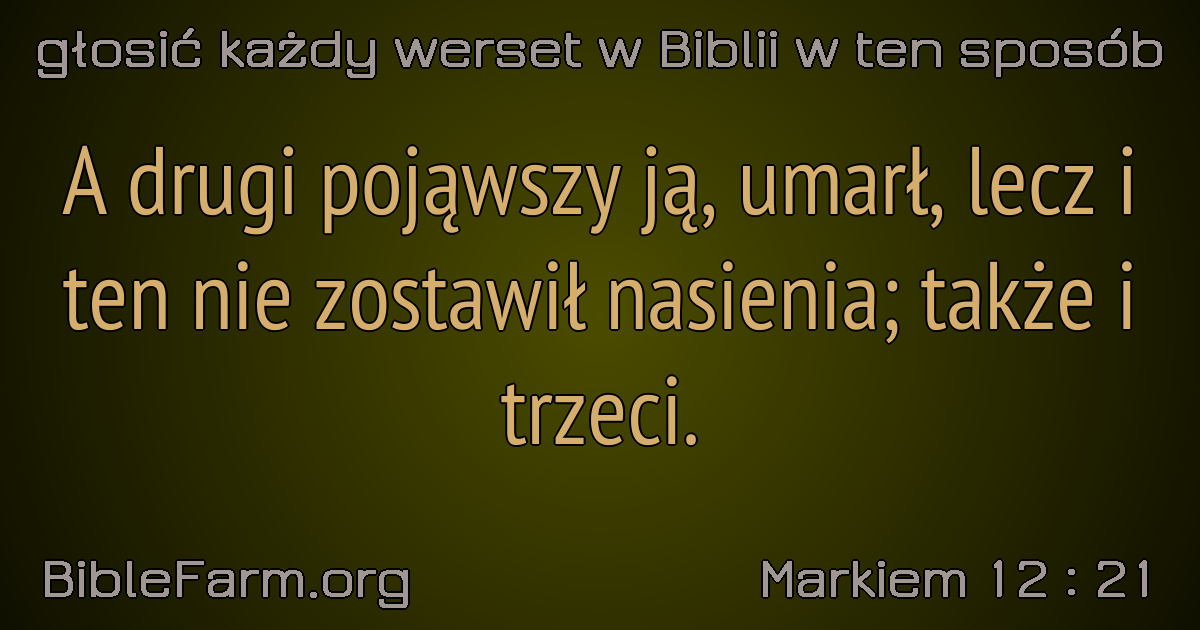 głosić każdy werset w Biblii w ten sposób
A drugi pojąwszy ją, umarł, lecz i
ten nie zostawił nasienia; także i
trzeci.
BibleFarm.org
Markiem 12 : 21